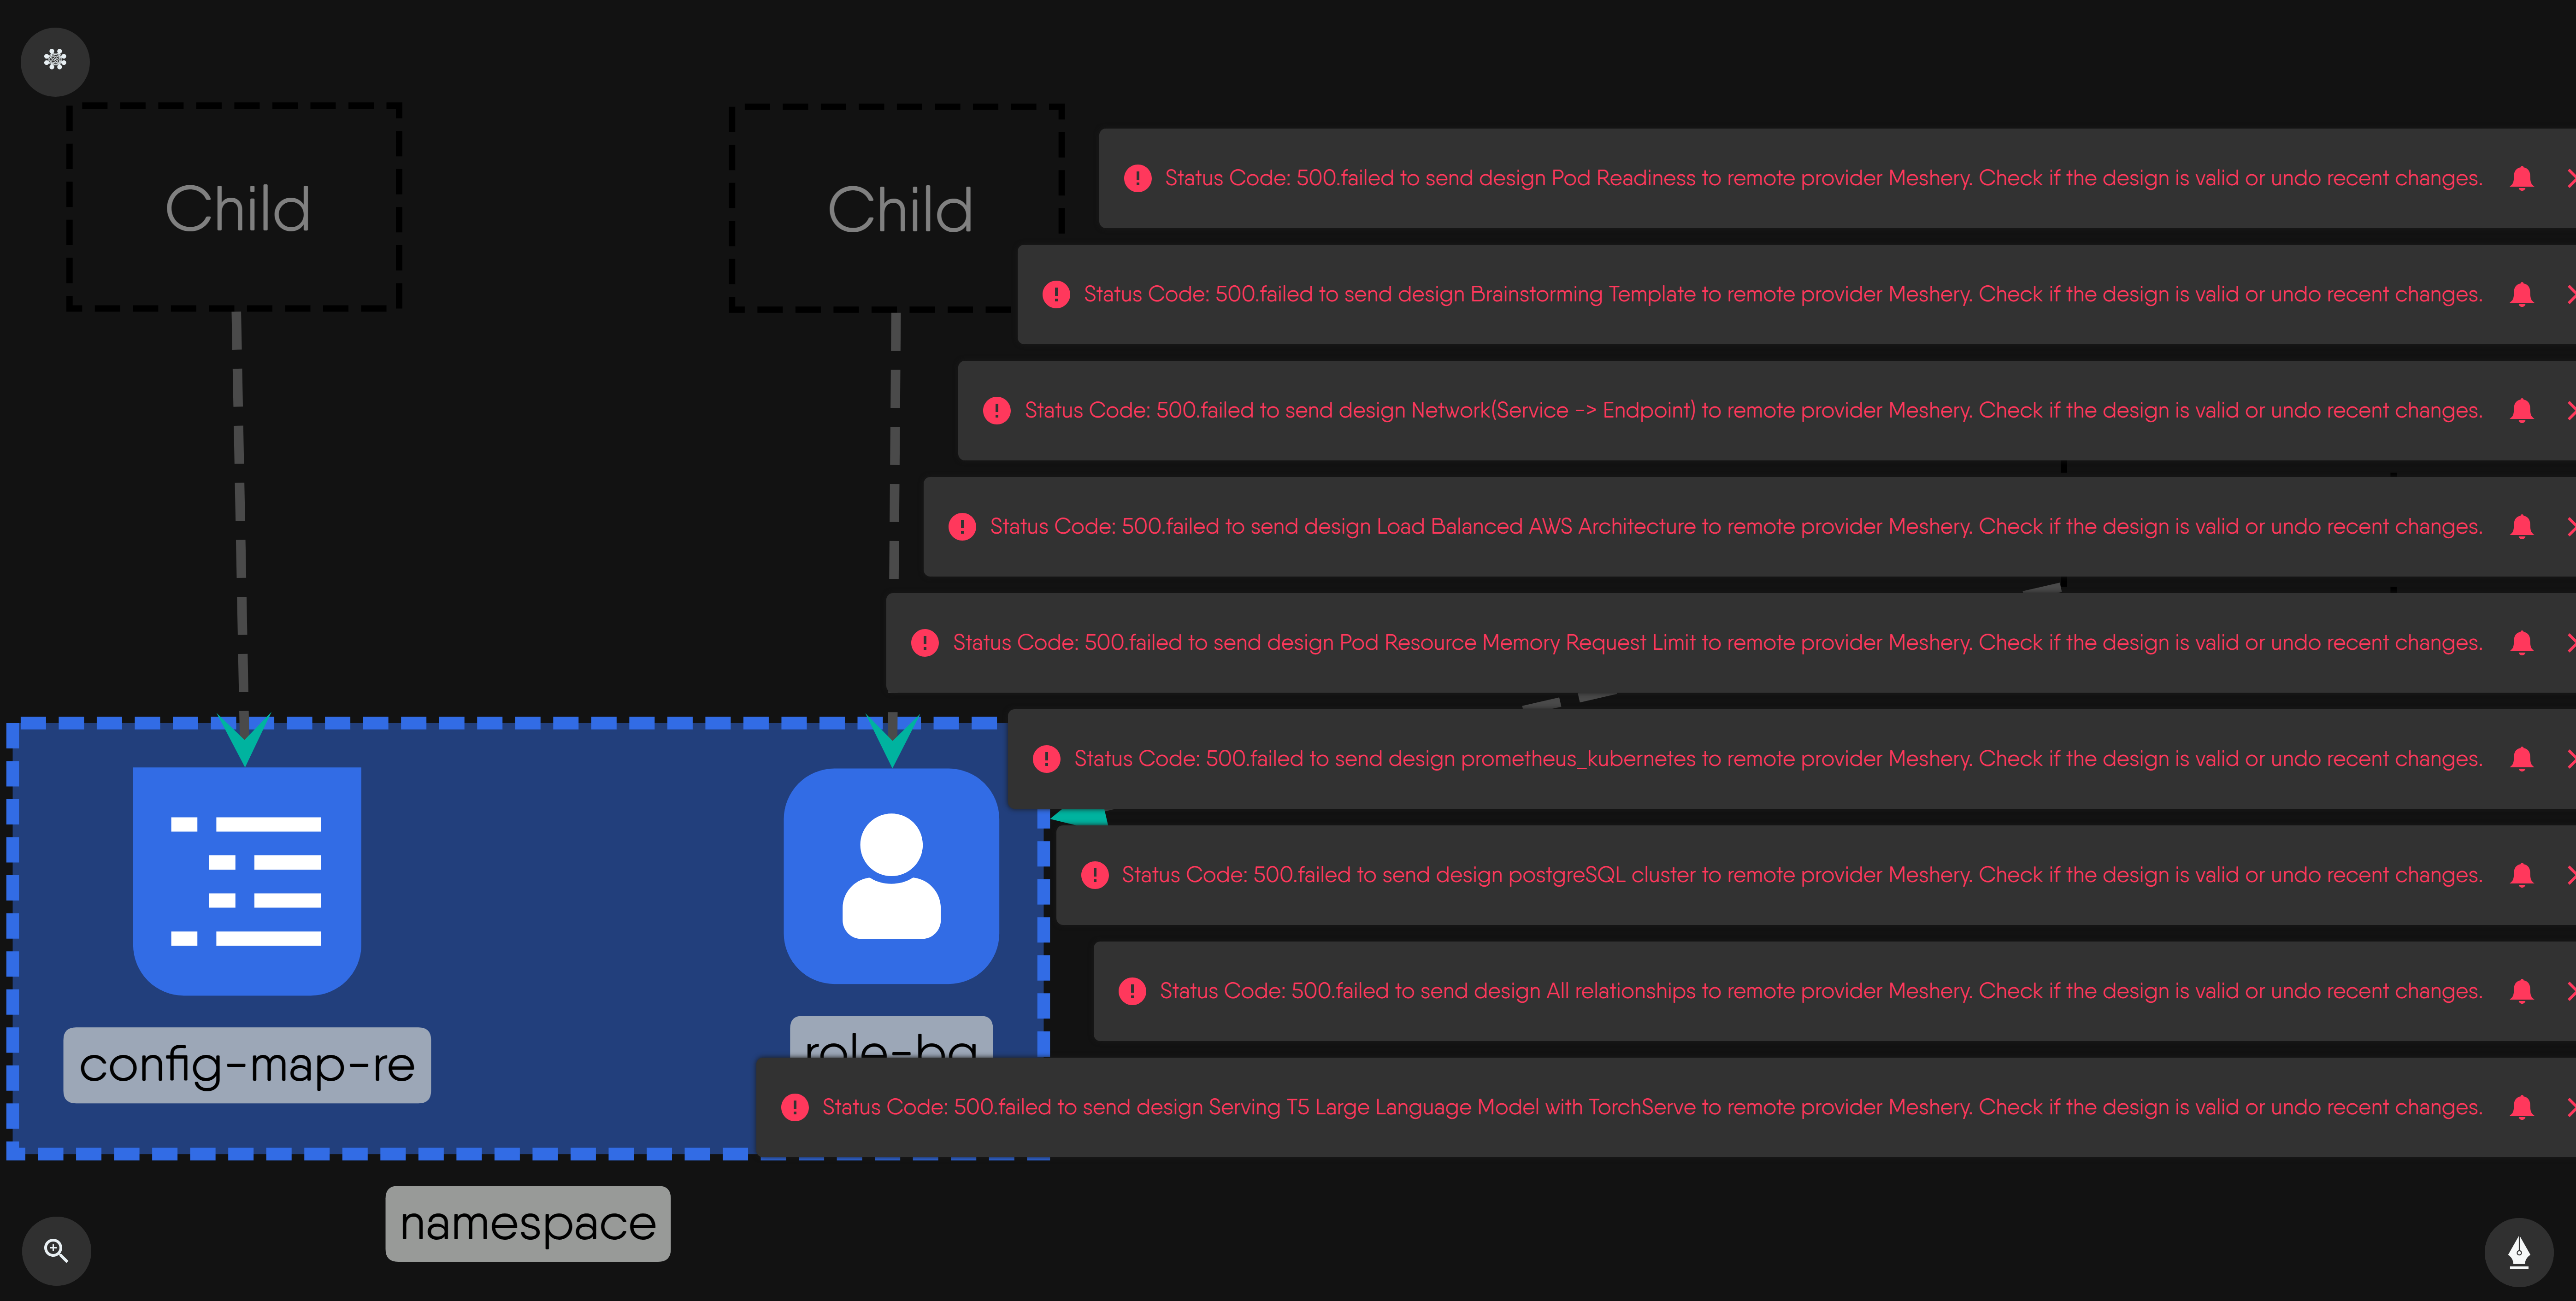 Child
Child
Status Code: 500.failed to send design Pod Readiness to remote provider Meshery. Check if the design is valid or undo recent changes.
Status Code: 500.failed to send design Brainstorming Template to remote provider Meshery. Check if the design is valid or undo recent changes.
Status Code: 500.failed to send design Network(Service -> Endpoint) to remote provider Meshery. Check if the design is valid or undo recent changes.
Status Code: 500.failed to send design Load Balanced AWS Architecture to remote provider Meshery. Check if the design is valid or undo recent changes.
Status Code: 500.failed to send design Pod Resource Memory Request Limit to remote provider Meshery. Check if the design is valid or undo recent changes.
Status Code: 500.failed to send design prometheus_kubernetes to remote provider Meshery. Check if the design is valid or undo recent changes.
Status Code: 500.failed to send design postgreSQL cluster to remote provider Meshery. Check if the design is valid or undo recent changes.
Status Code: 500.failed to send design All relationships to remote provider Meshery. Check if the design is valid or undo recent changes.
config-map-re
Status Code: 500.failed to send design Serving T5 Large Language Model with TorchServe to remote provider Meshery. Check if the design is valid or undo recent changes.
namespace